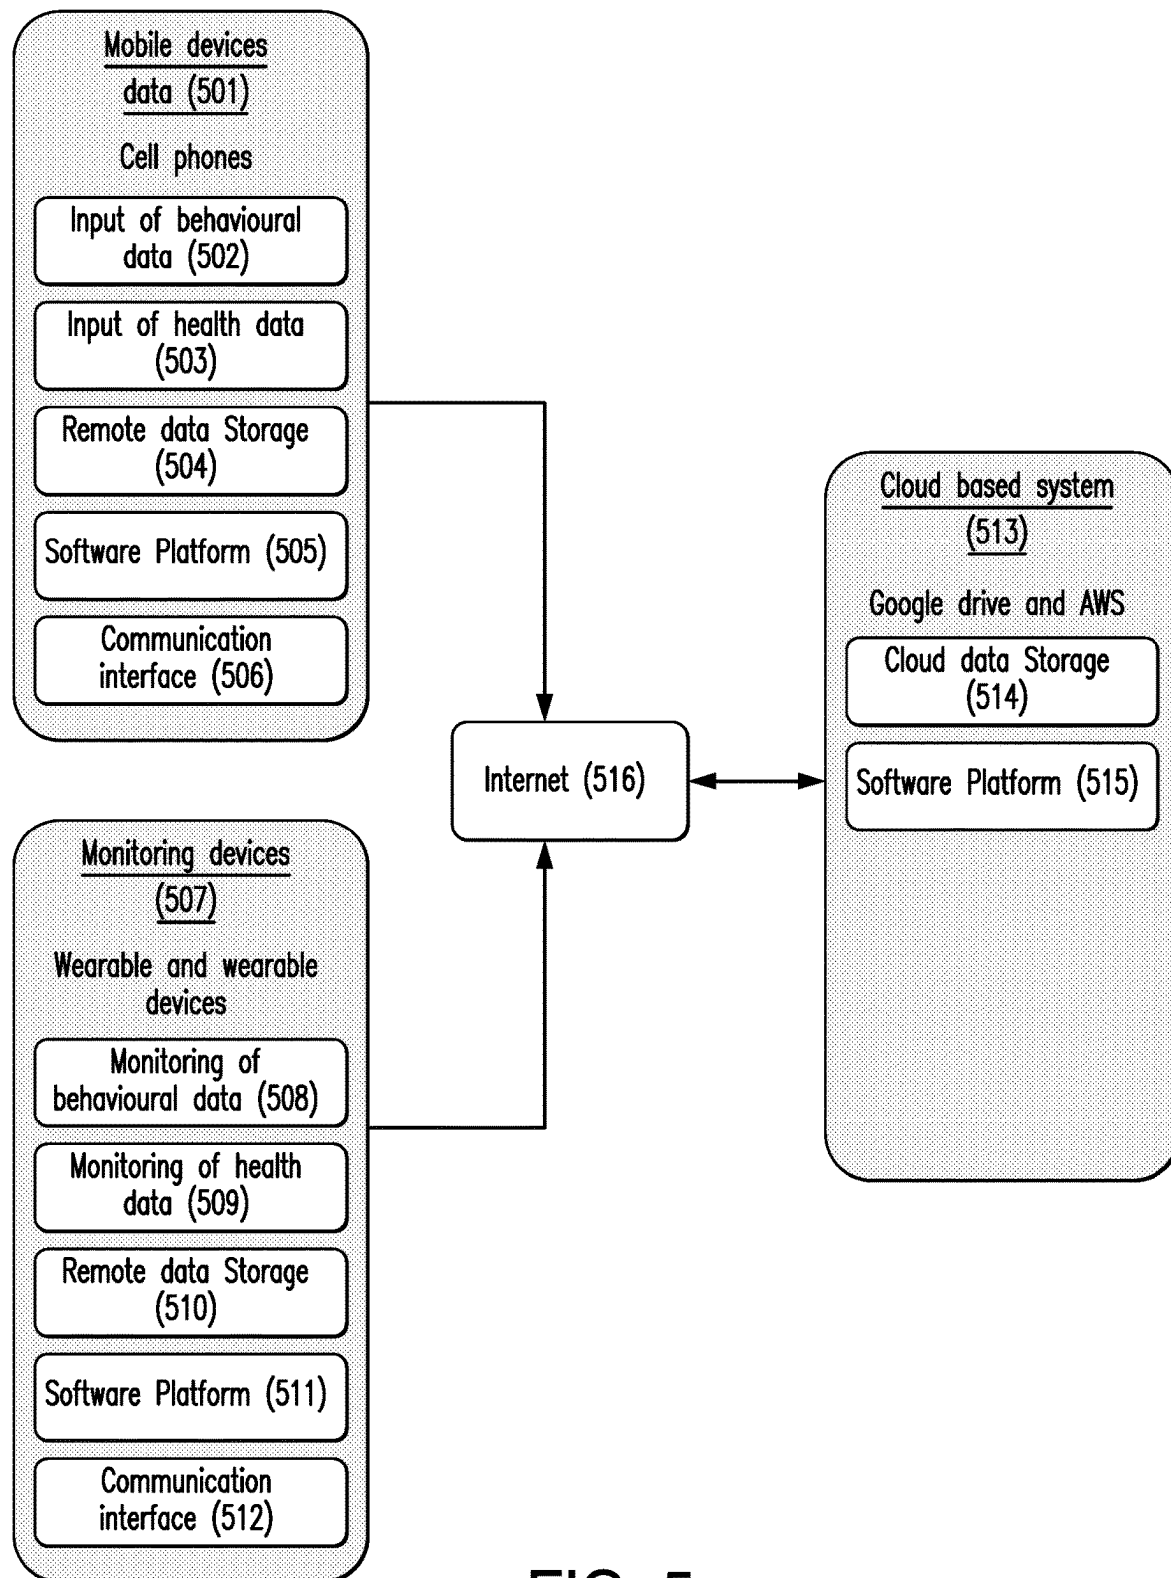 Mobile devices
data (501)
Cell phones
Input of behavioural
data (502)
Input of health data
(503)
Remote data Storage
(504)
Software Platform (505)
Communication
interface (506)
Monitoring devices
(507)
Wearable and wearable
devices
Monitoring of
behavioural data (508)
Monitoring of health
data (509)
Remote data Storage
(510)
Software Platform (511)
Communication
interface (512)
Internet (516)
Cloud based system
(513)
Google drive and AWS
Cloud data Storage
(514)
Software Platform (515)
FIG. 5